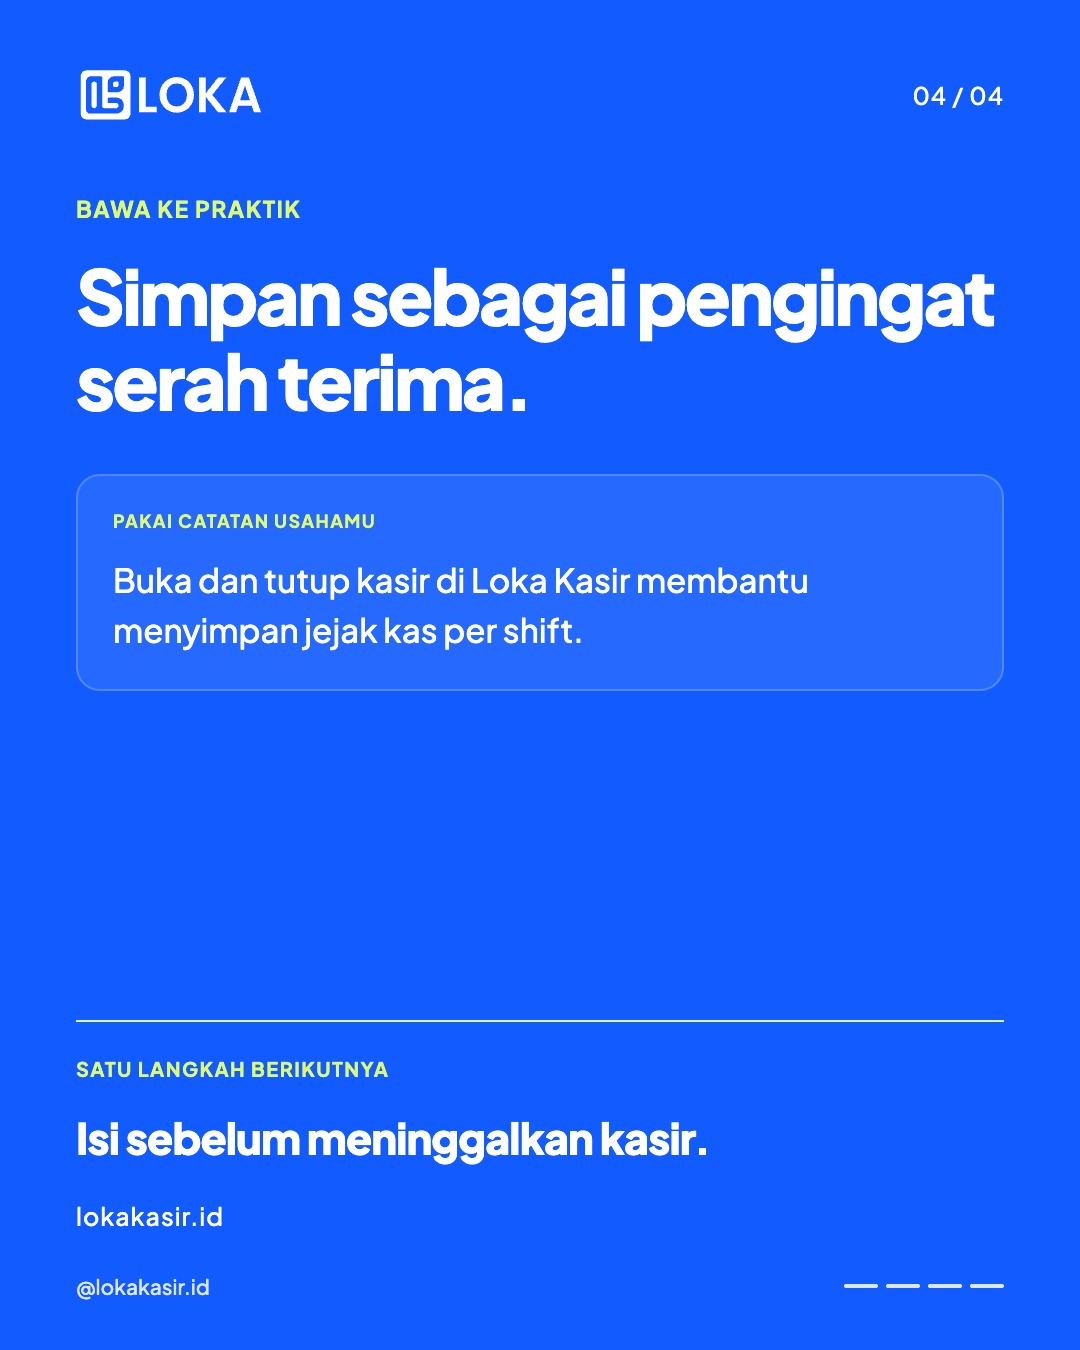 LOKA
04 / 04
BAWA KE PRAKTIK
Simpan sebagai pengingat
serah terima.
PAKAI CATATAN USAHAMU
Buka dan tutup kasir di Loka Kasir membantu
menyimpan jejak kas per shift.
SATU LANGKAH BERIKUTNYA
Isi sebelum meninggalkan kasir.
lokakasir.id
@lokakasir.id